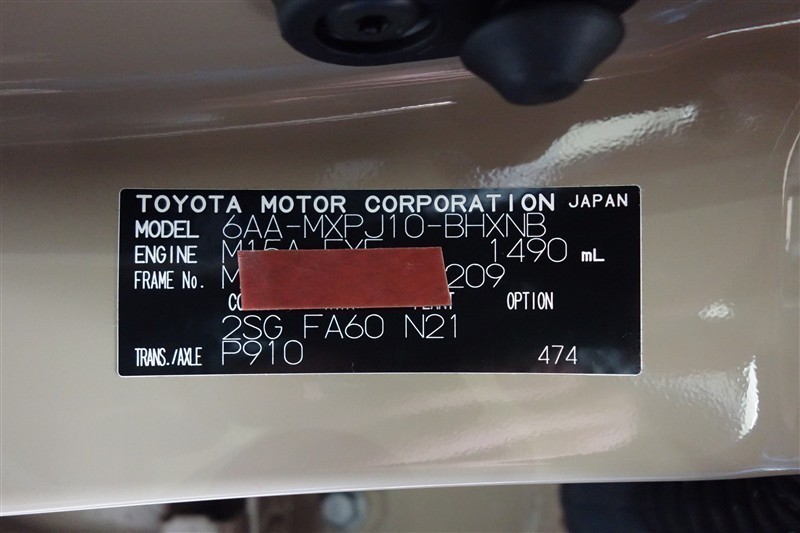 TOYOTA MOTOR CORPORATION JAPAN
MODEL 6AA-MXPJ10-BHXNB
ENGINE 1490 mL
FRAME No. 209
OPTION
2SG FA60 N21
TRANS./AXLE P910 474